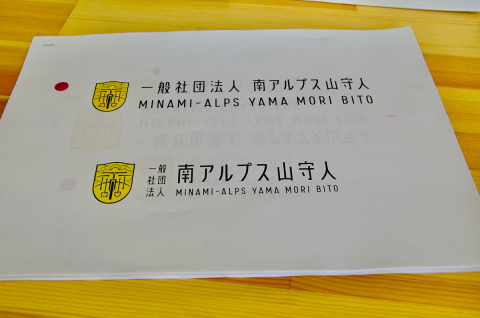 一般社団法人 南アルプス山守人
MINAMI-ALPS YAMA MORI BITO
一般
社団
法人
南アルプス山守人
MINAMI-ALPS YAMA MORI BITO